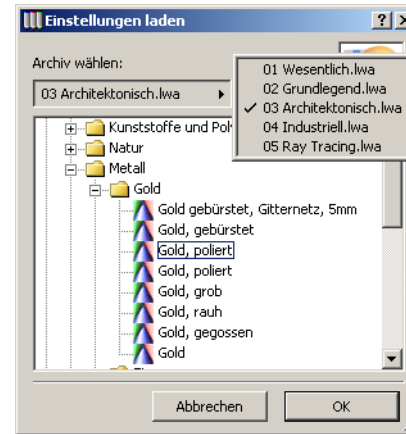 Einstellungen laden
Archiv wählen:
03 Architektonisch.lwa
01 Wesentlich.lwa
02 Grundlegend.lwa
03 Architektonisch.lwa
04 Industriell.lwa
05 Ray Tracing.lwa
Kunststoffe und
Natur
Metall
Gold
Gold gebürstet, Gitternetz, 5mm
Gold, gebürstet
Gold, poliert
Gold, poliert
Gold, grob
Gold, rauh
Gold, gegossen
Gold
Abbrechen
OK